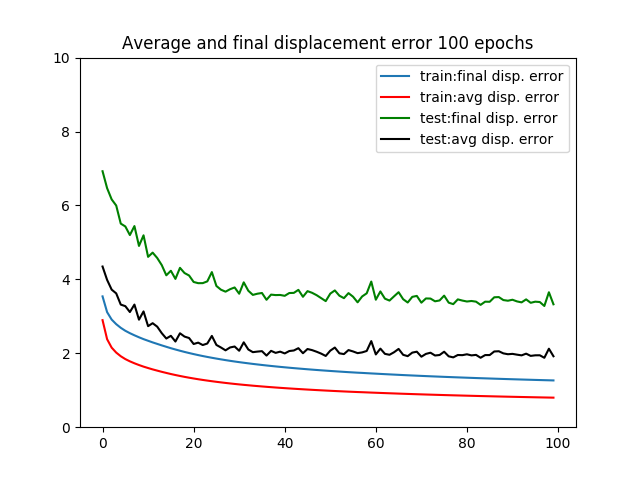 Average and final displacement error 100 epochs
10
8
6
4
2
0
train:final disp. error
train:avg disp. error
test:final disp. error
test:avg disp. error
0 20 40 60 80 100